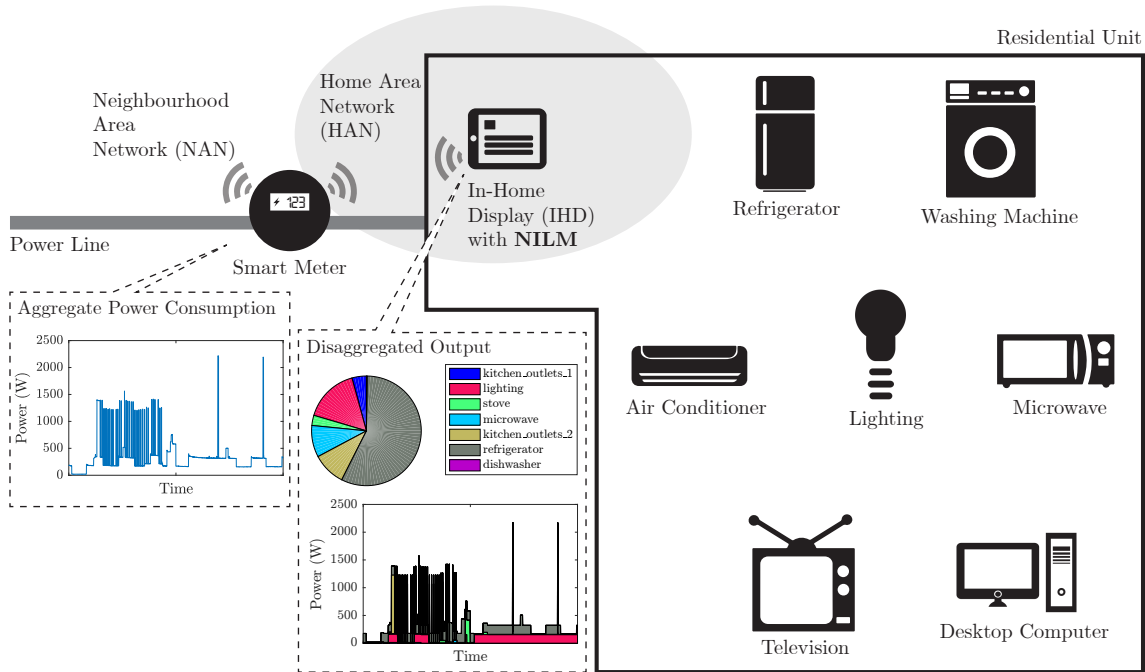 Residential Unit
Neighbourhood
Area
Network (NAN)
Home Area
Network
(HAN)
123
Power Line
Smart Meter
In-Home
Display (IHD)
with NILM
Refrigerator
Washing Machine
Air Conditioner
Lighting
Microwave
Television
Desktop Computer
Aggregate Power Consumption
2500
2000
1500
1000
500
0
Power (W)
Time
Disaggregated Output
kitchen_outlets_1
lighting
stove
microwave
kitchen_outlets_2
refrigerator
dishwasher
2500
2000
1500
1000
500
0
Power (W)
Time